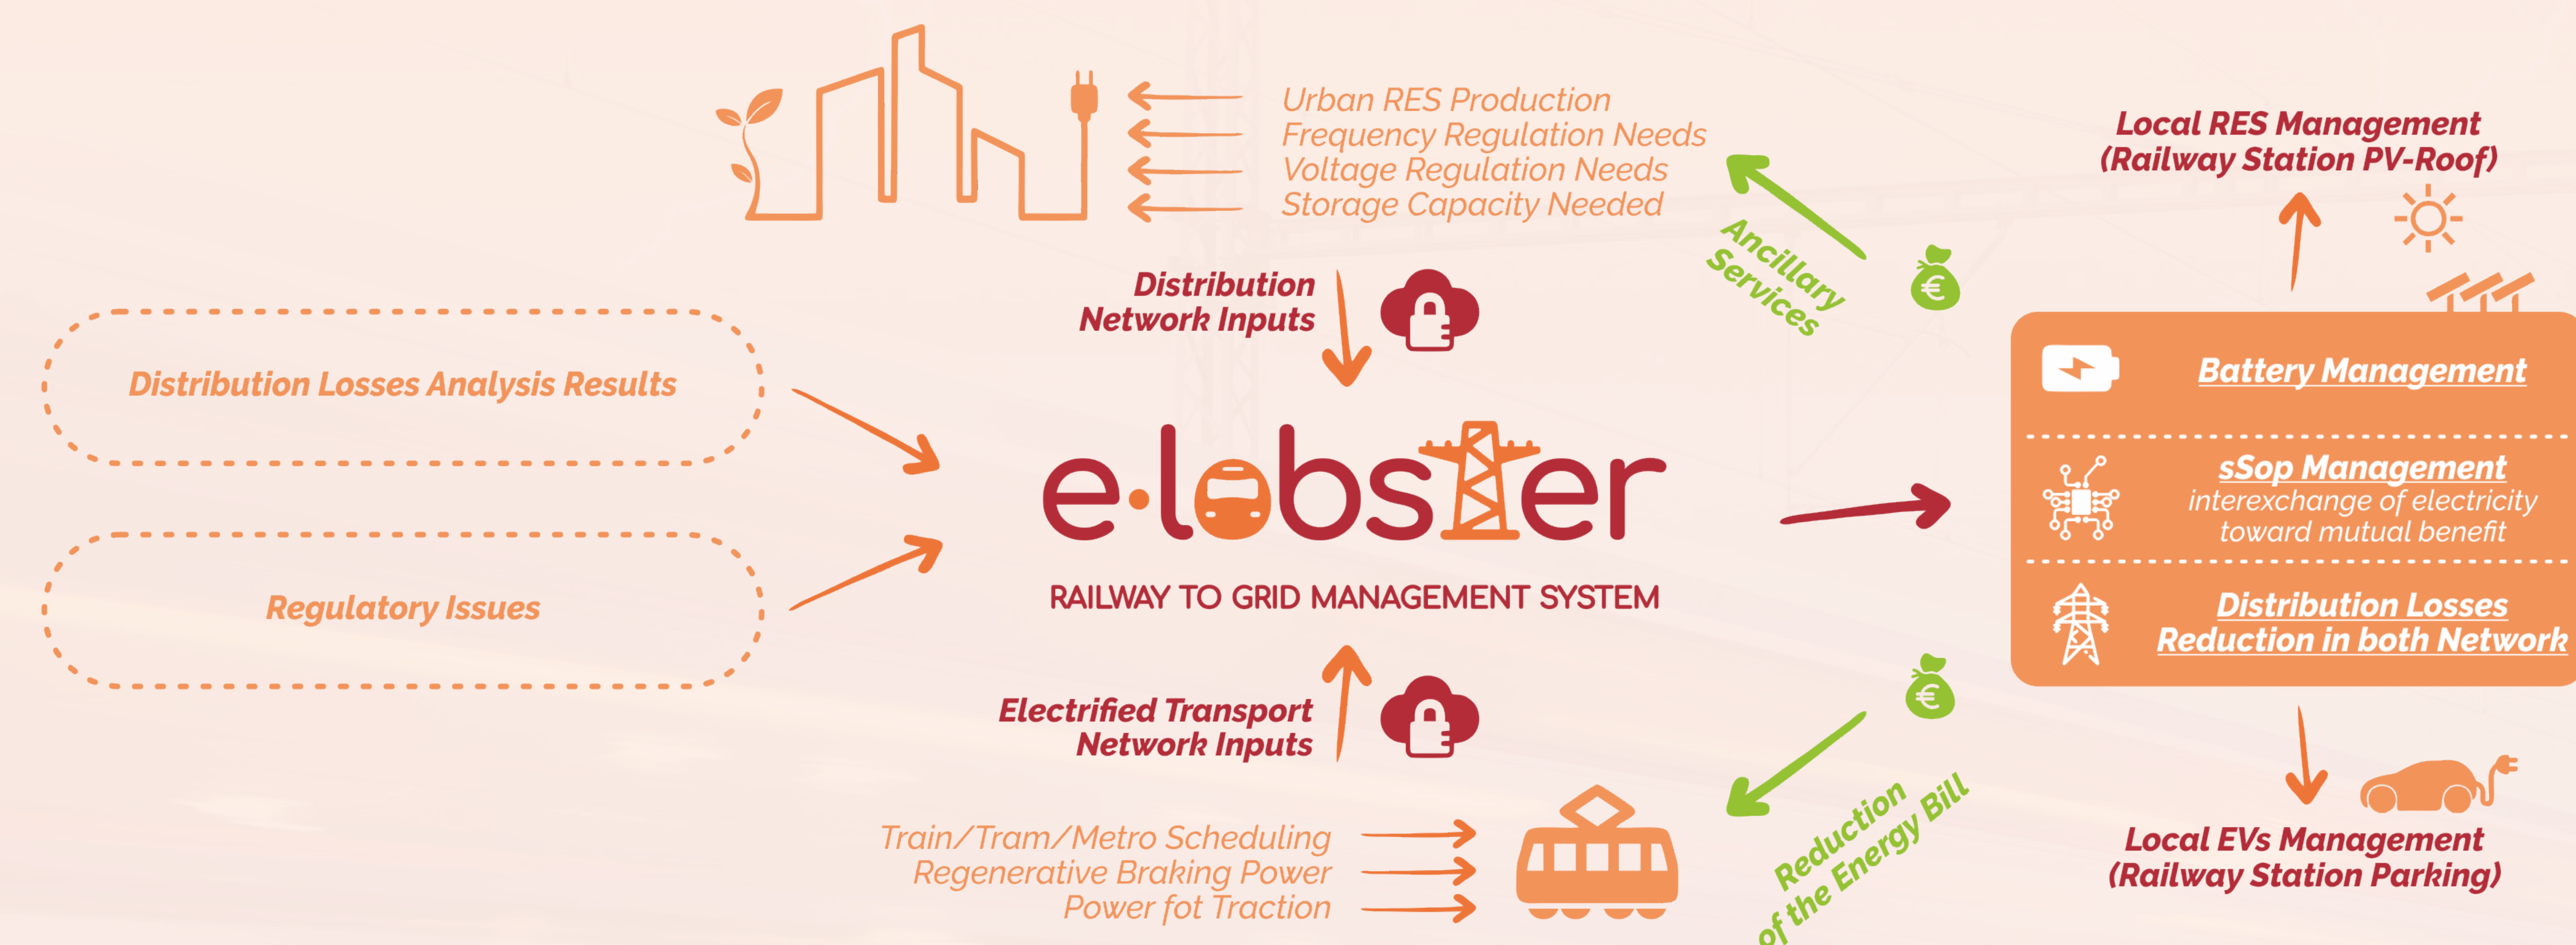 Urban RES Production
Frequency Regulation Needs
Voltage Regulation Needs
Storage Capacity Needed
Local RES Management
(Railway Station PV-Roof)
Ancillary
Services
€
Distribution
Network Inputs
Distribution Losses Analysis Results
Regulatory Issues
e·lobster
RAILWAY TO GRID MANAGEMENT SYSTEM
Battery Management
sSop Management
interexchange of electricity
toward mutual benefit
Distribution Losses
Reduction in both Network
Electrified Transport
Network Inputs
€
Reduction
of the Energy Bill
Train/Tram/Metro Scheduling
Regenerative Braking Power
Power fot Traction
Local EVs Management
(Railway Station Parking)